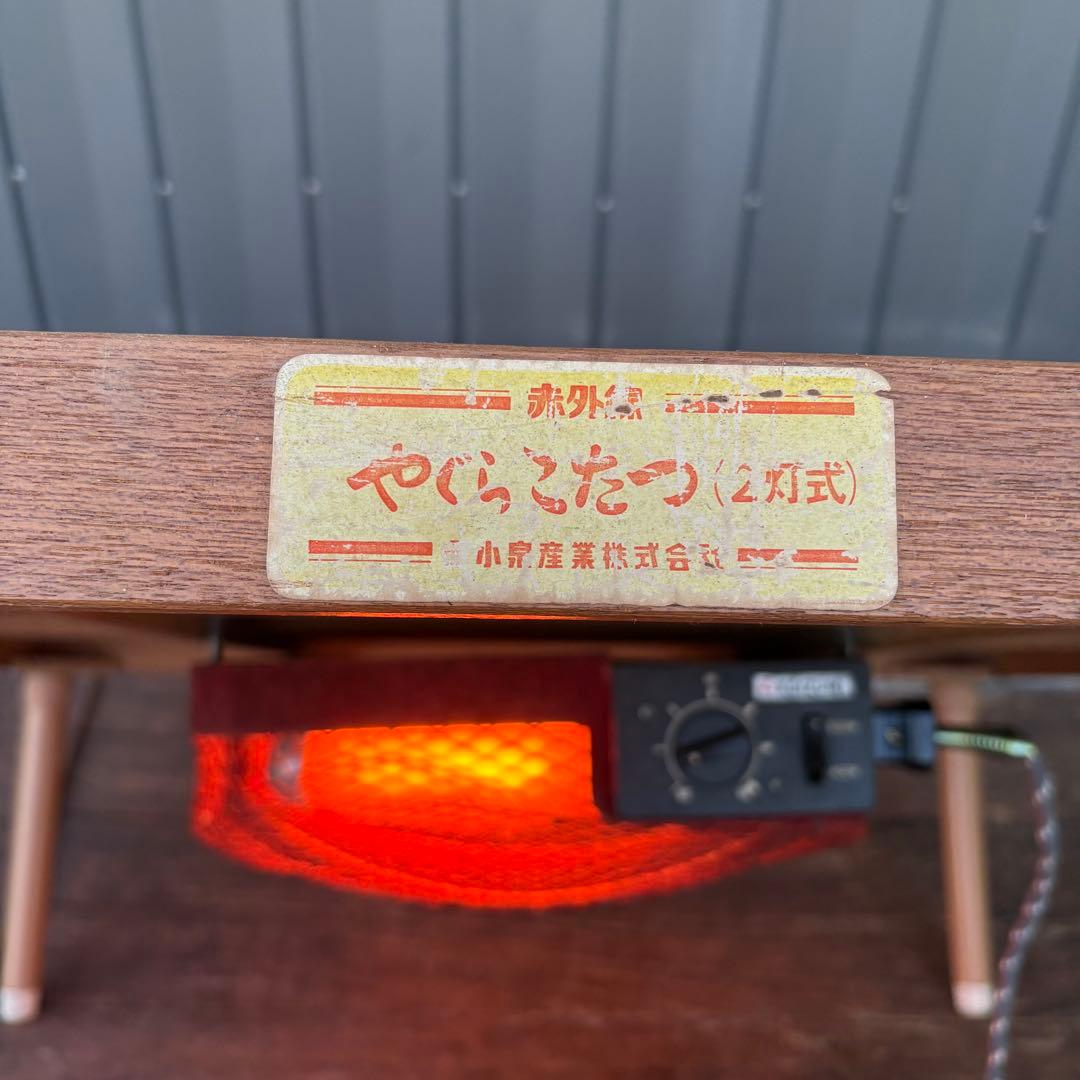 赤外線
やぐらこたつ(2灯式)
小泉産業株式会社